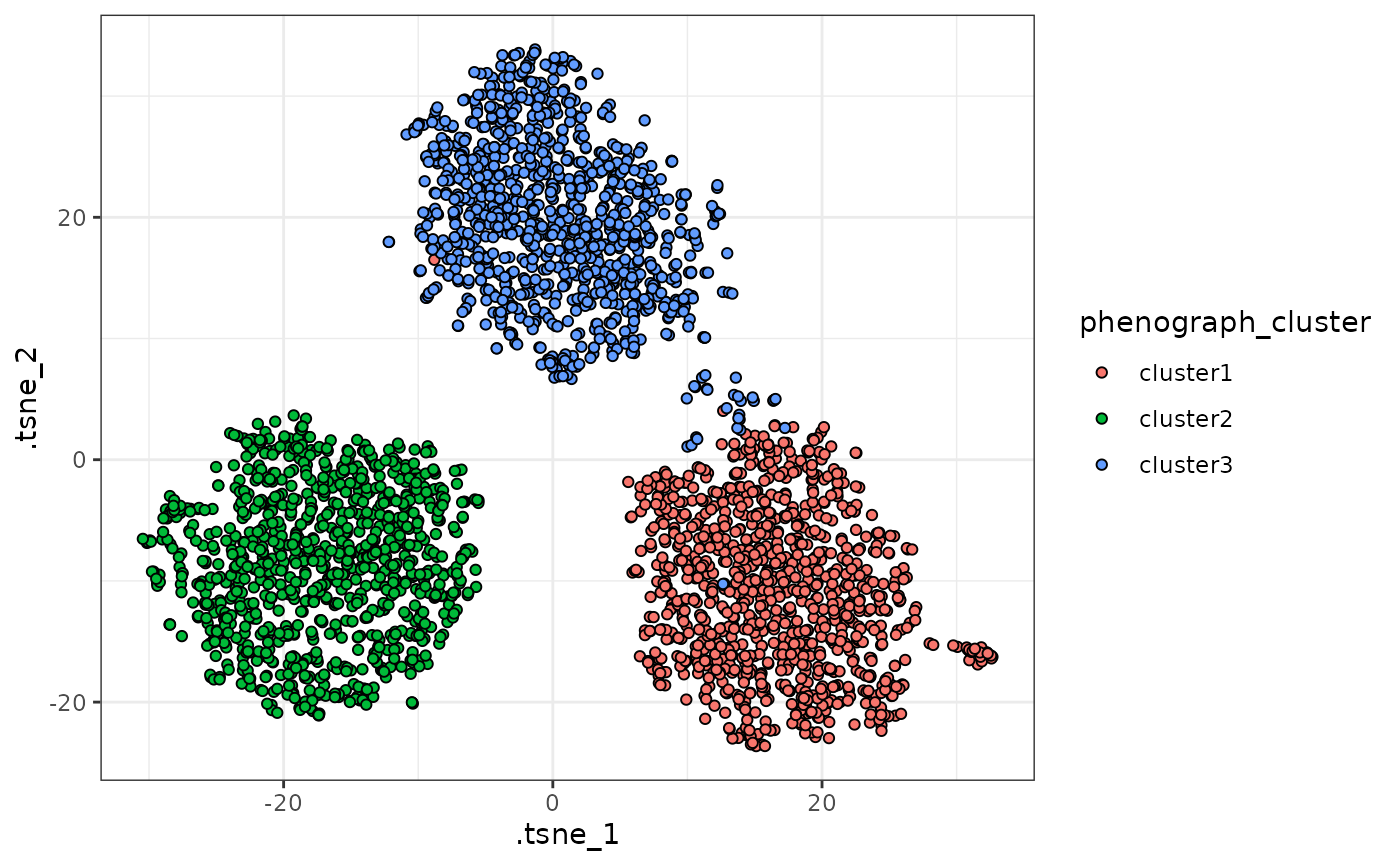 .tsne_2
20
0
-20
-20
0
20
.tsne_1
phenograph_cluster
cluster1
cluster2
cluster3